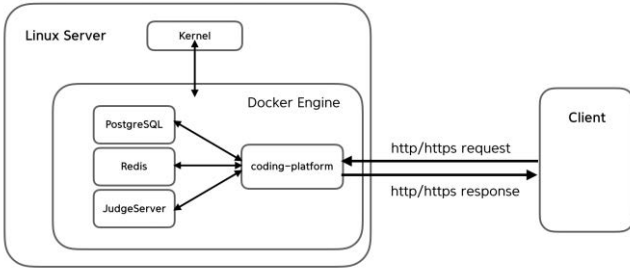 Linux Server
Kernel
Docker Engine
PostgreSQL
Redis
JudgeServer
coding-platform
http/https request
http/https response
Client